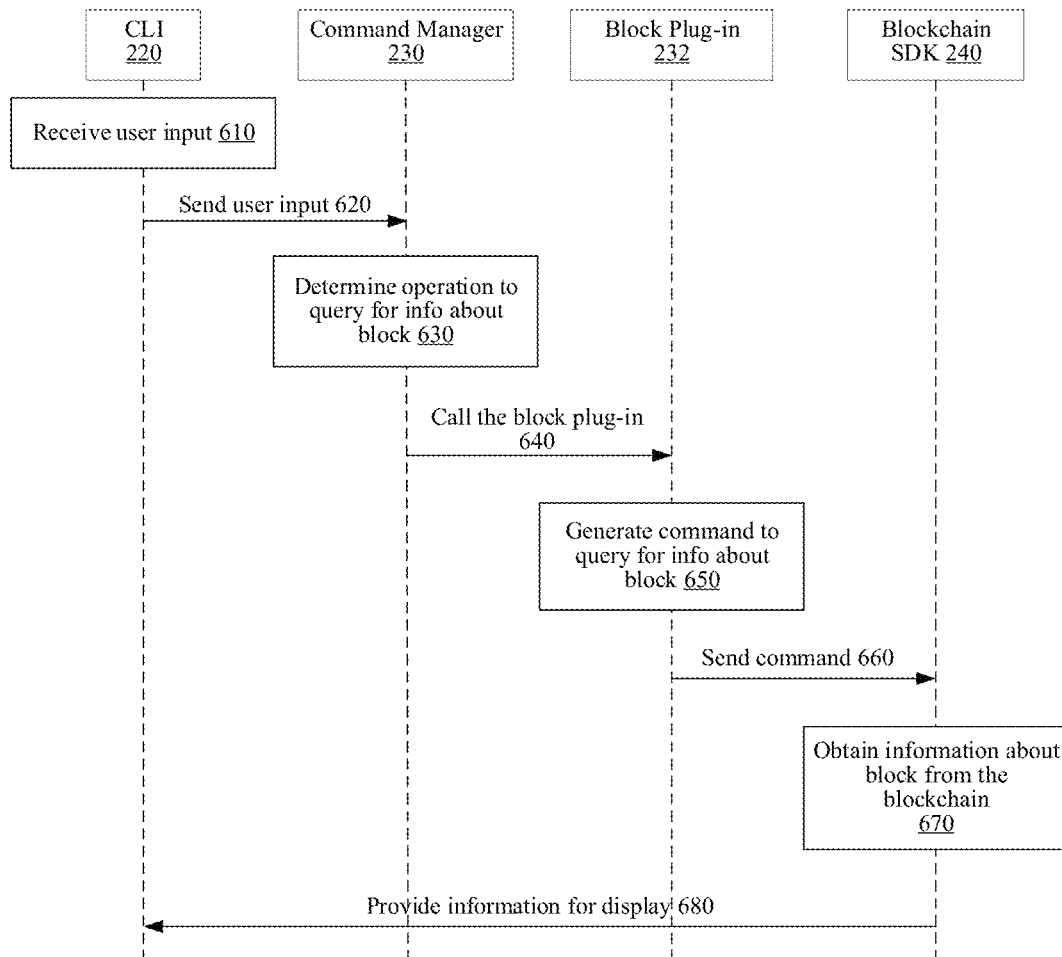 CLI
220
Command Manager
230
Block Plug-in
232
Blockchain
SDK 240
Receive user input 610
Send user input 620
Determine operation to
query for info about
block 630
Call the block plug-in
640
Generate command to
query for info about
block 650
Send command 660
Obtain information about
block from the
blockchain
670
Provide information for display 680